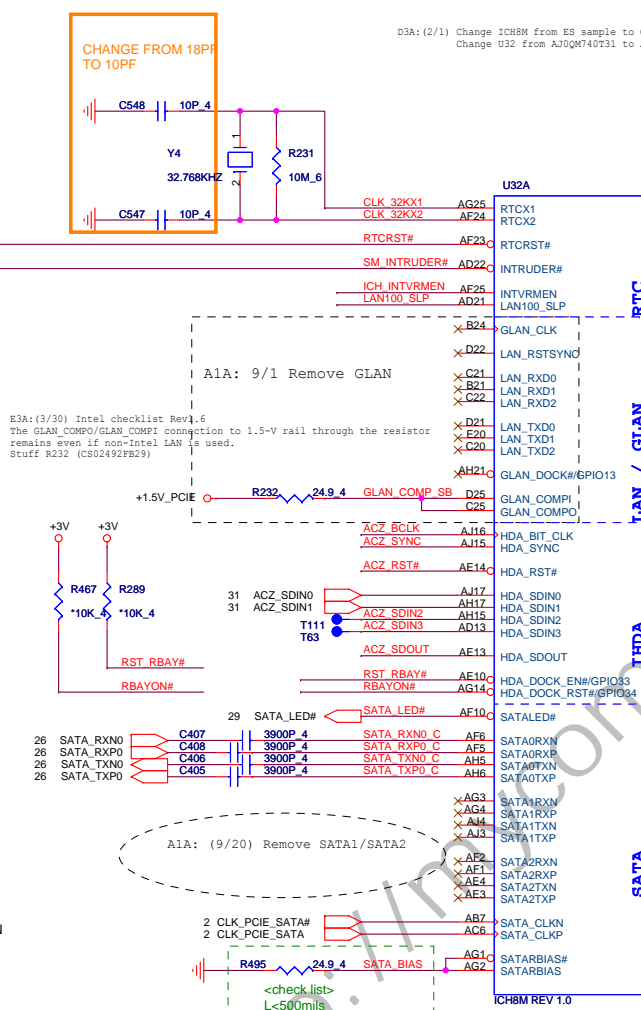 D3A:(2/1) Change ICH8M from ES sample to
Change U32 from AJ0QM740T31 to
CHANGE FROM 18PF
TO 10PF
C548 10P_4
Y4
32.768KHZ
1
2
R231
10M_6
C547 10P_4
U32A
CLK_32KX1 AG25 RTCX1
CLK_32KX2 AF24 RTCX2
RTCRST# AF23 RTCRST#
SM_INTRUDER# AD22 INTRUDER#
ICH_INTVRMEN AF25 INTVRMEN
LAN100_SLP AD21 LAN100_SLP
RTC
B24 GLAN_CLK
D22 LAN_RSTSYNC
A1A: 9/1 Remove GLAN
C21 LAN_RXD0
B21 LAN_RXD1
C22 LAN_RXD2
E3A:(3/30) Intel checklist Rev1.6
The GLAN_COMPO/GLAN_COMPI connection to 1.5-V rail through the resistor
remains even if non-Intel LAN is used.
Stuff R232 (CS02492FB29)
D21 LAN_TXD0
E20 LAN_TXD1
C20 LAN_TXD2
AH21 GLAN_DOCK#/GPIO13
+1.5V_PCIE R232 24.9_4 GLAN_COMP_SB D25 GLAN_COMPI
C25 GLAN_COMPO
LAN / GLAN
+3V +3V
ACZ_BCLK AJ16 HDA_BIT_CLK
ACZ_SYNC AJ15 HDA_SYNC
ACZ_RST# AE14 HDA_RST#
R467 R289
*10K_4 *10K_4
31 ACZ_SDIN0 AJ17 HDA_SDIN0
31 ACZ_SDIN1 AH17 HDA_SDIN1
T111 ACZ_SDIN2 AH15 HDA_SDIN2
T63 ACZ_SDIN3 AD13 HDA_SDIN3
ACZ_SDOUT AE13 HDA_SDOUT
IHDA
RST_RBAY# RST_RBAY# AE10 HDA_DOCK_EN#/GPIO33
RBAYON# RBAYON# AG14 HDA_DOCK_RST#/GPIO34
29 SATA_LED# SATA_LED# AF10 SATALED#
26 SATA_RXN0 C407 3900P_4 SATA_RXN0_C AF6 SATA0RXN
26 SATA_RXP0 C408 3900P_4 SATA_RXP0_C AF5 SATA0RXP
26 SATA_TXN0 C406 3900P_4 SATA_TXN0_C AH5 SATA0TXN
26 SATA_TXP0 C405 3900P_4 SATA_TXP0_C AH6 SATA0TXP
AG3 SATA1RXN
AG4 SATA1RXP
AJ4 SATA1TXN
AJ3 SATA1TXP
A1A: (9/20) Remove SATA1/SATA2
AF2 SATA2RXN
AF1 SATA2RXP
AE4 SATA2TXN
AE3 SATA2TXP
SATA
2 CLK_PCIE_SATA# AB7 SATA_CLKN
2 CLK_PCIE_SATA AC6 SATA_CLKP
N
AG1 SATARBIAS#
R495 24.9_4 SATA_BIAS AG2 SATARBIAS
<check list>
L<500mils
ICH8M REV 1.0
://mycom